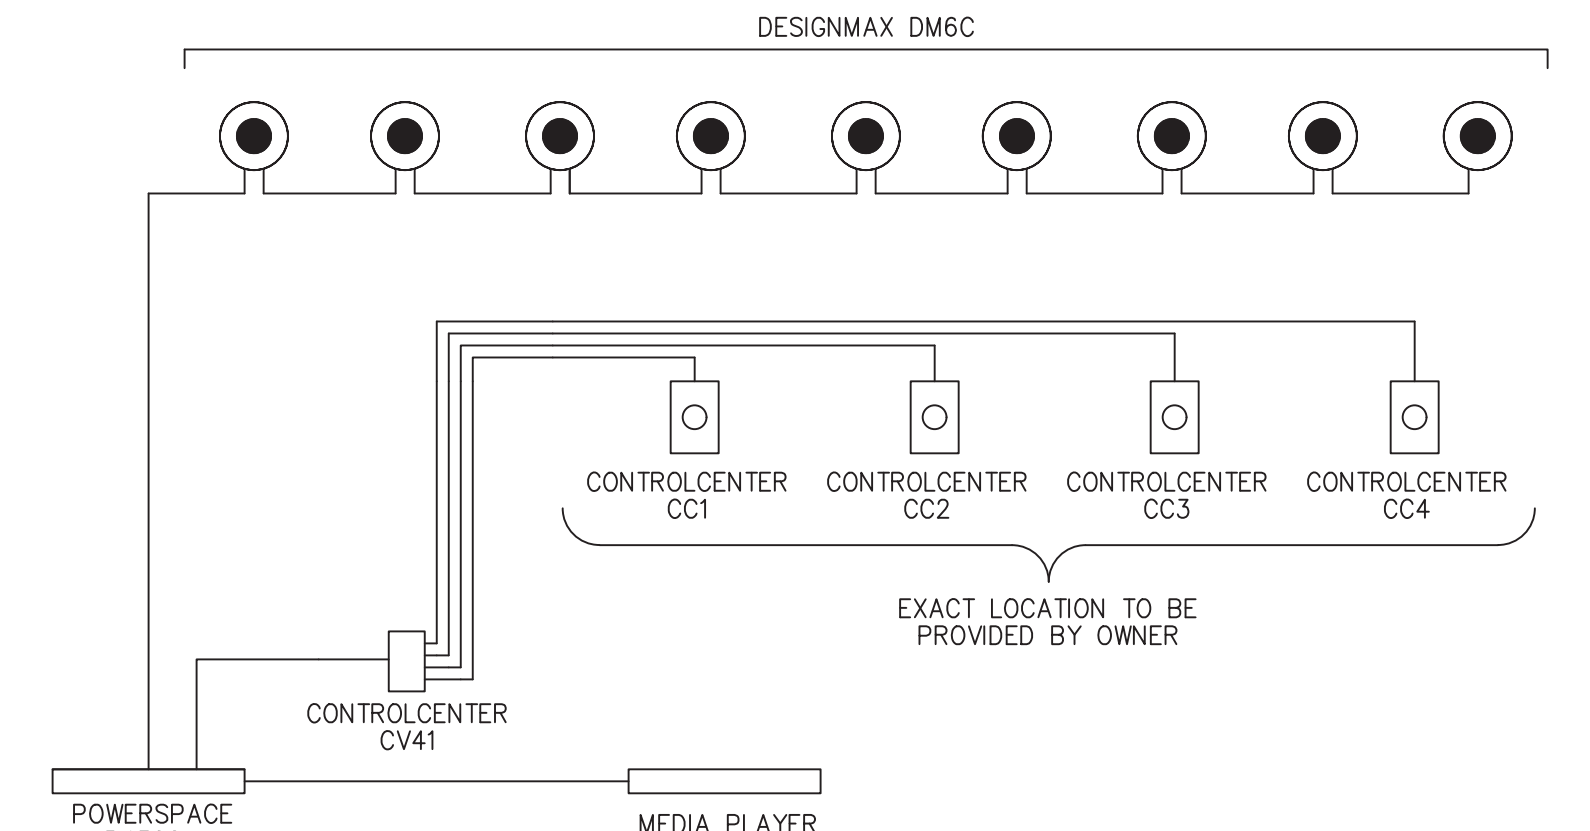 DESIGNMAX DM6C
CONTROLCENTER
CC1
CONTROLCENTER
CC2
CONTROLCENTER
CC3
CONTROLCENTER
CC4
EXACT LOCATION TO BE
PROVIDED BY OWNER
CONTROLCENTER
CV41
POWERSPACE
MEDIA PLAYER